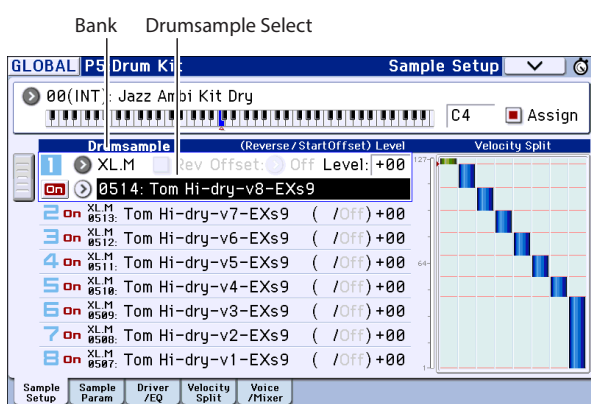 Bank Drumsample Select
GLOBAL P5 Drum Kit Sample Setup
00(INT): Jazz Ambi Kit Dry
C4 Assign
Drumsample (Reverse/StartOffset) Level Velocity Split
1 XL.M Rev Offset: Off Level: +00 127
On 0514: Tom Hi-dry-v8-EXs9
2 On XL.M 0513: Tom Hi-dry-v7-EXs9 ( /Off) +00
3 On XL.M 0512: Tom Hi-dry-v6-EXs9 ( /Off) +00
4 On XL.M 0511: Tom Hi-dry-v5-EXs9 ( /Off) +00 64
5 On XL.M 0510: Tom Hi-dry-v4-EXs9 ( /Off) +00
6 On XL.M 0509: Tom Hi-dry-v3-EXs9 ( /Off) +00
7 On XL.M 0508: Tom Hi-dry-v2-EXs9 ( /Off) +00
8 On XL.M 0507: Tom Hi-dry-v1-EXs9 ( /Off) +00 1
Sample Setup Sample Param Driver /EQ Velocity Split Voice /Mixer